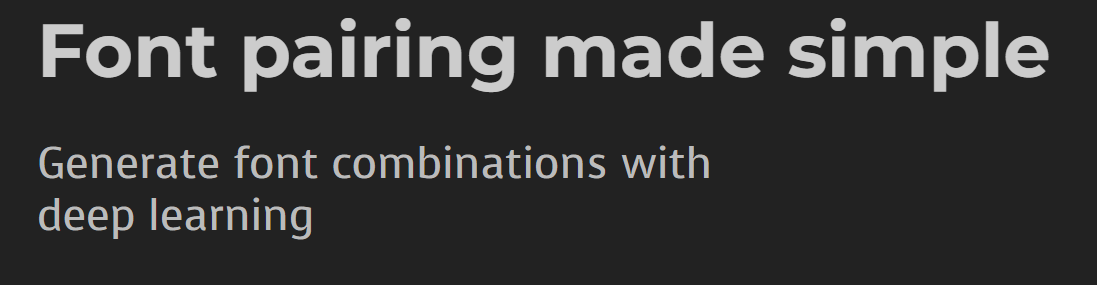 Font pairing made simple
Generate font combinations with
deep learning